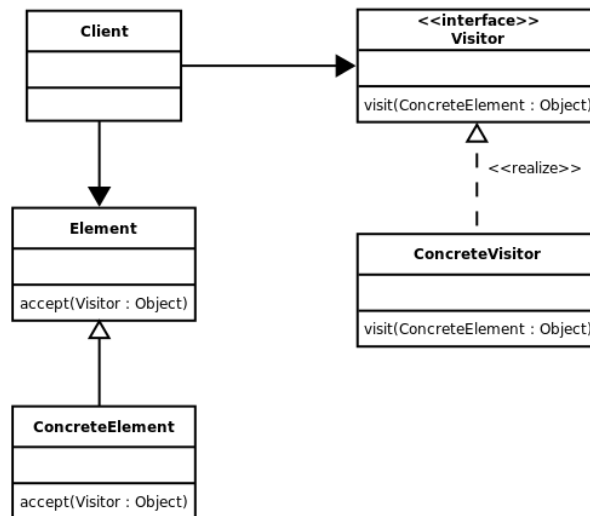 Client
<<interface>>
Visitor
visit(ConcreteElement : Object)
<<realize>>
Element
accept(Visitor : Object)
ConcreteVisitor
visit(ConcreteElement : Object)
ConcreteElement
accept(Visitor : Object)